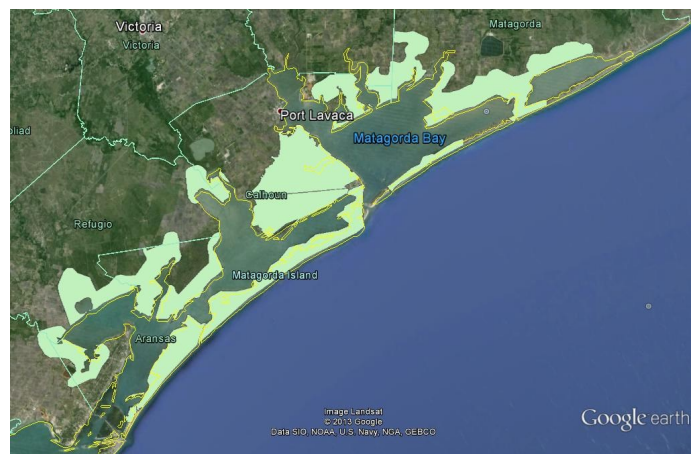 Victoria
Victoria
Matagorda
Port Lavaca
Matagorda Bay
oliad
Calhoun
Refugio
Matagorda Island
Aransas
Image Landsat
© 2013 Google
Data SIO, NOAA, U.S. Navy, NGA, GEBCO
Google earth